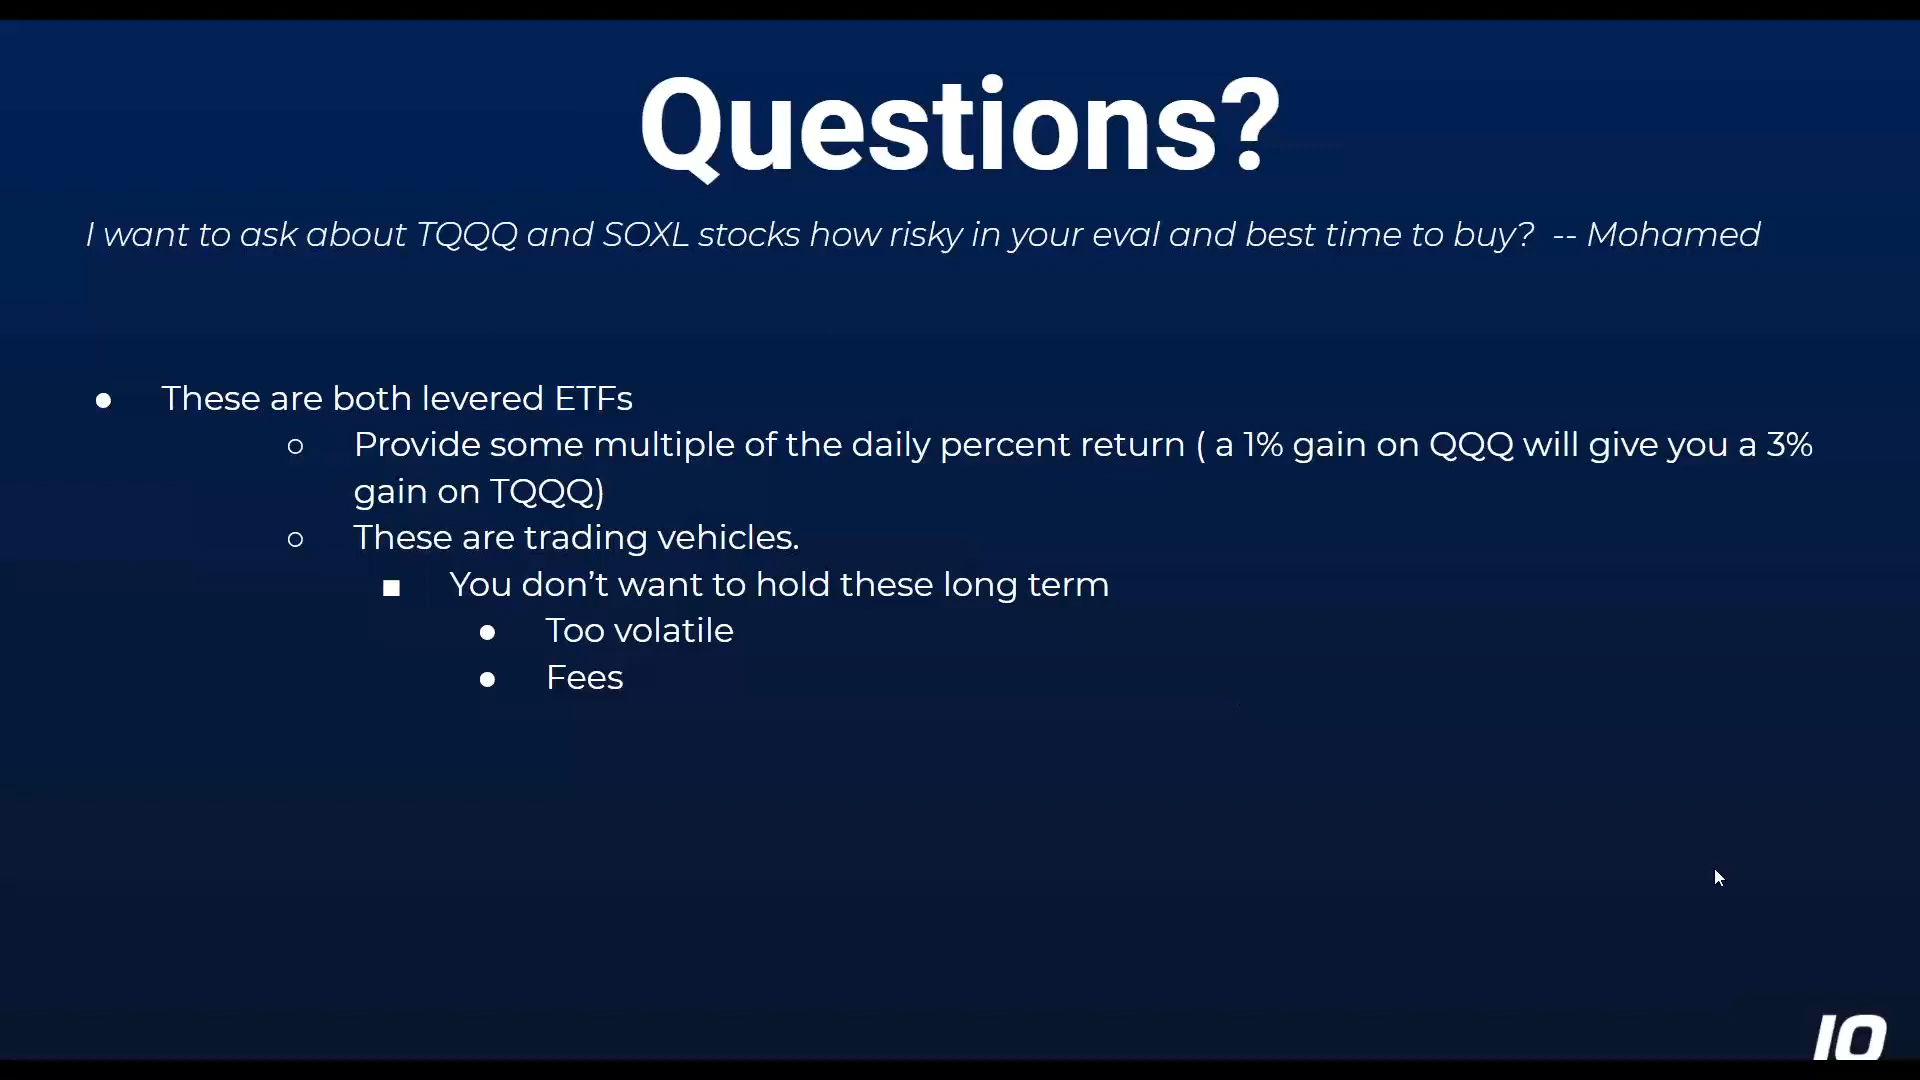 Questions?
I want to ask about TQQQ and SOXL stocks how risky in your eval and best time to buy?  -- Mohamed
● These are both levered ETFs
○ Provide some multiple of the daily percent return ( a 1% gain on QQQ will give you a 3%
gain on TQQQ)
○ These are trading vehicles.
■ You don’t want to hold these long term
● Too volatile
● Fees
10